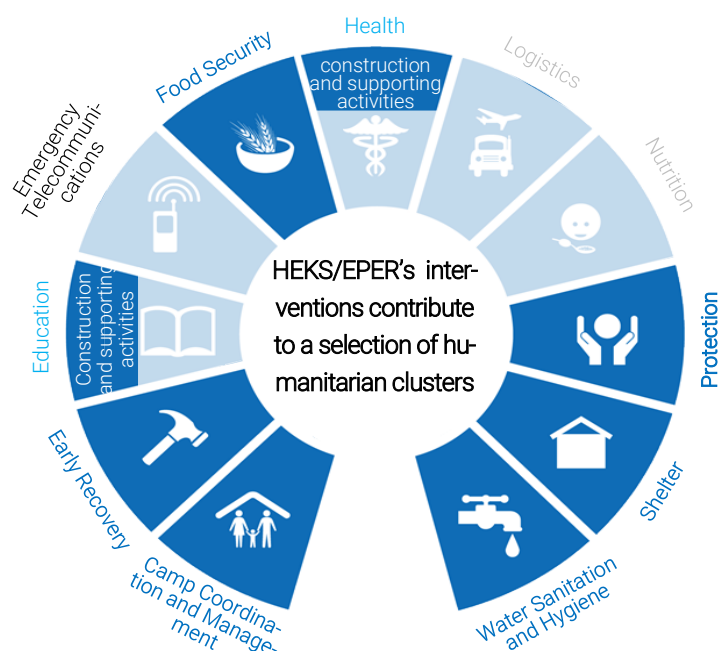 Health
construction
and supporting
activities
Logistics
Nutrition
Protection
Shelter
Water Sanitation
and Hygiene
Camp Coordina-
tion and Manage-
ment
Early Recovery
Education
Construction
and supporting
activities
Emergency
Telecommuni-
cations
Food Security
HEKS/EPER’s inter-
ventions contribute
to a selection of hu-
manitarian clusters